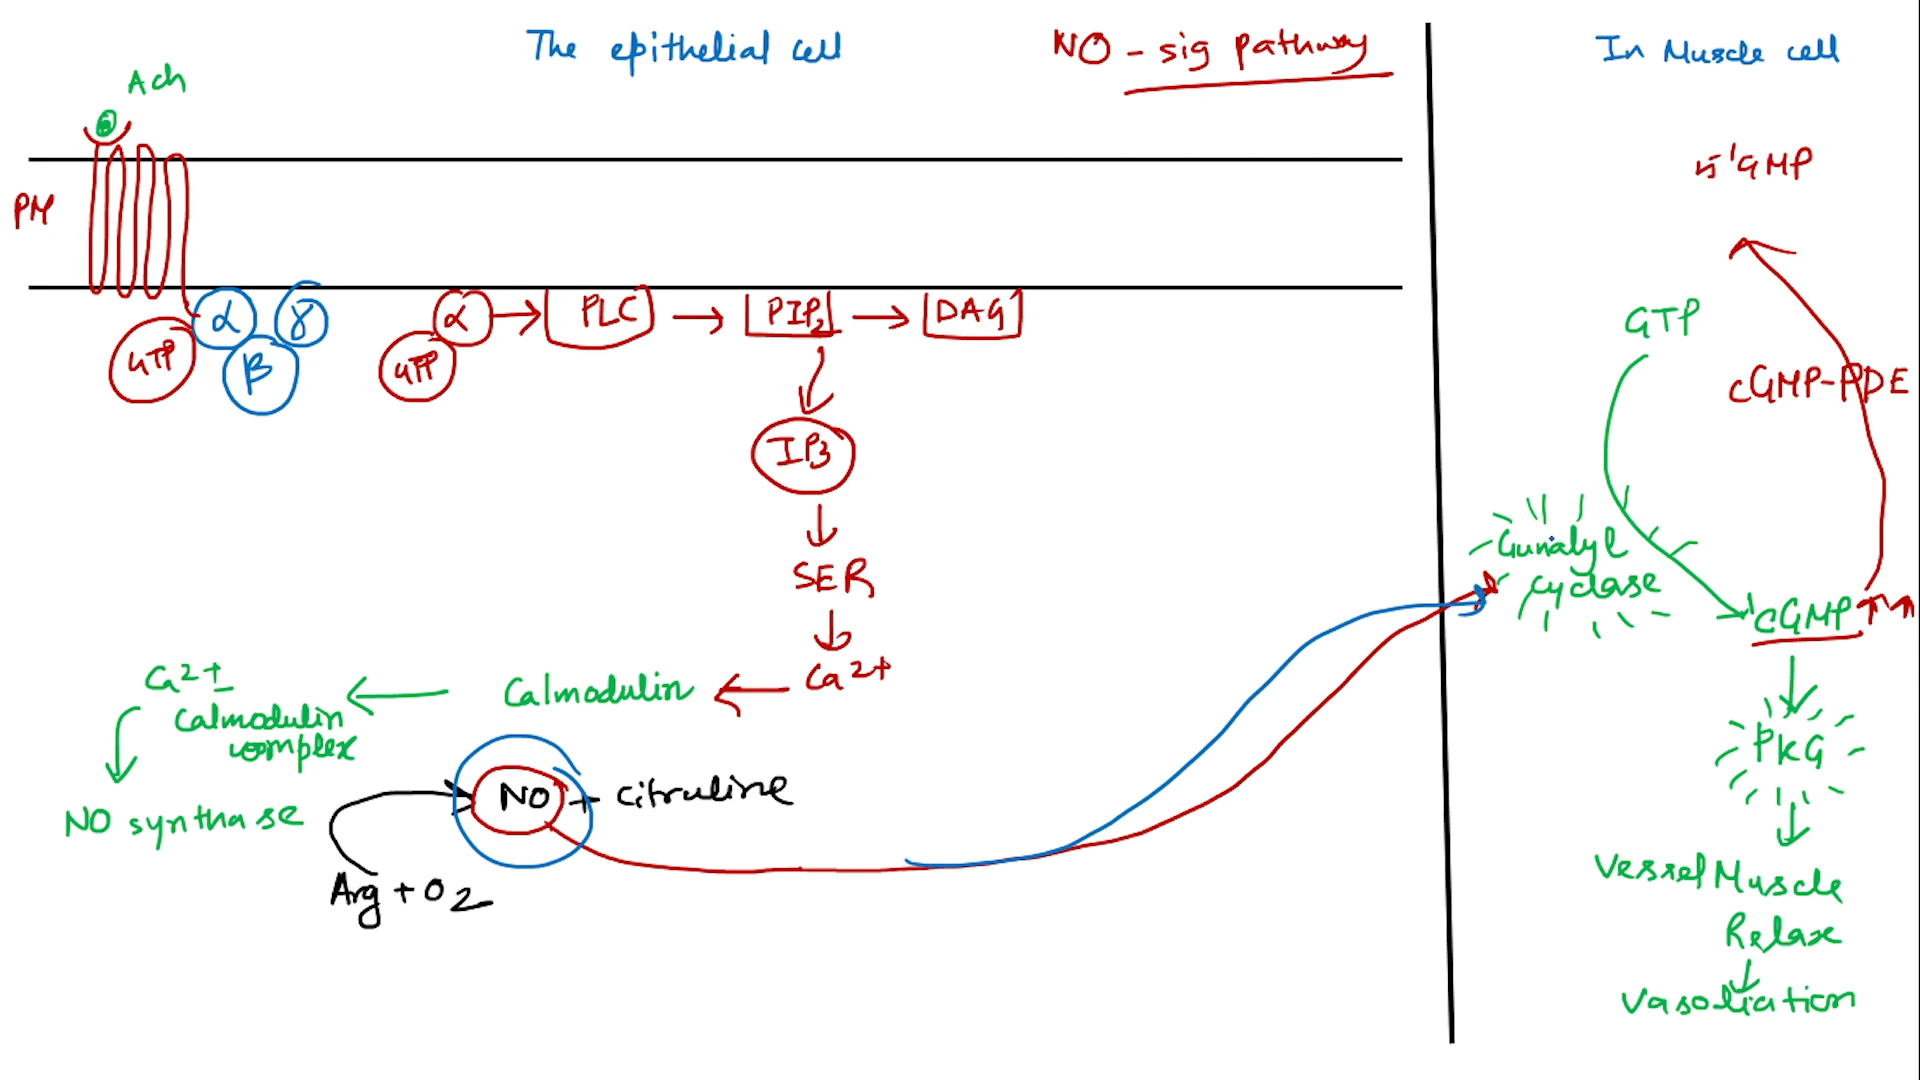 The epithelial cell
NO - sig pathway
In Muscle cell
Ach
PM
α
γ
β
GTP
α
GTP
PLC
PIP2
DAG
IP3
SER
Ca2+
Calmodulin
Ca2+
Calmodulin
complex
NO synthase
NO + Citruline
Arg + O2
5'GMP
GTP
cGMP-PDE
Gunalyl
cyclase
cGMP
PKG
Vessel Muscle
Relax